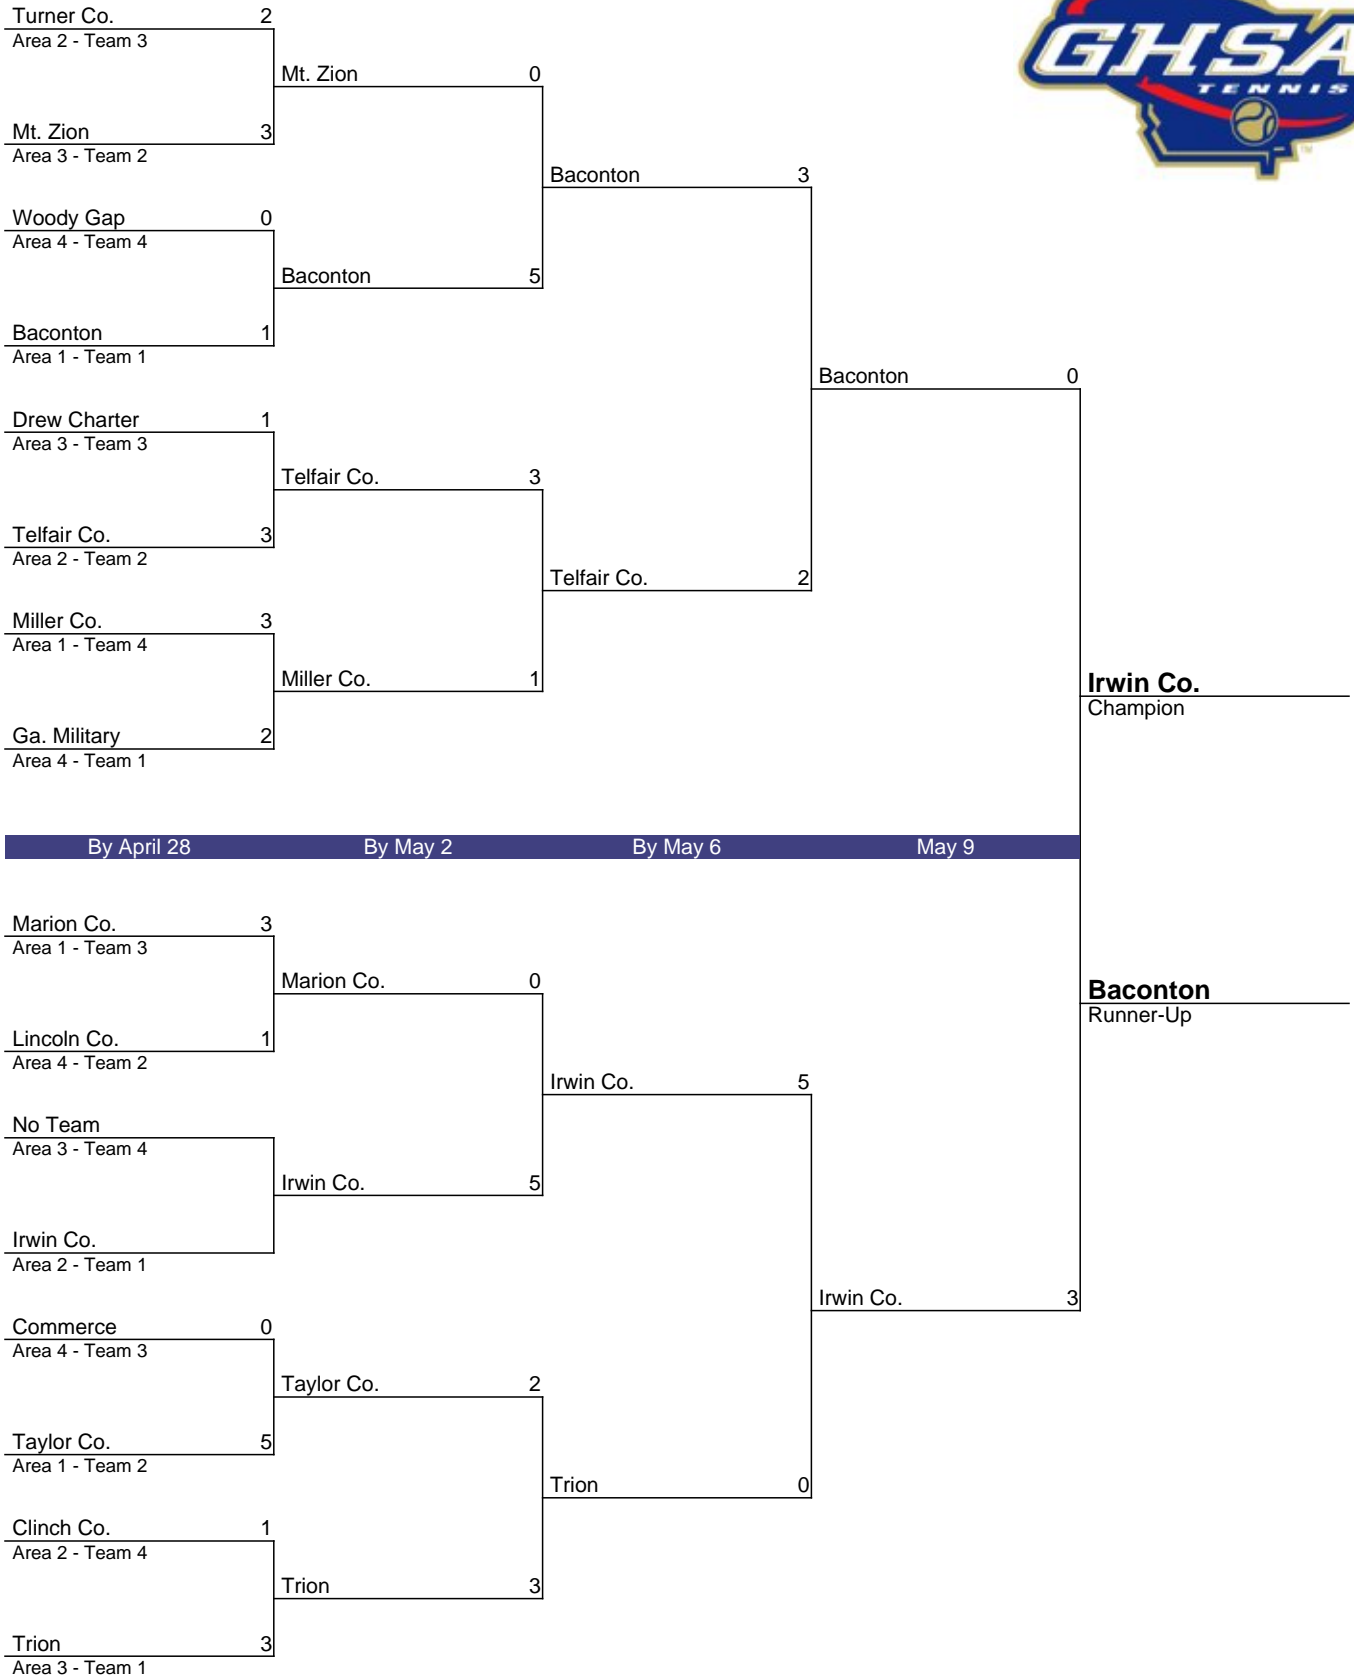 GHSA
TENNIS
TM
Turner Co. 2
Area 2 - Team 3
Mt. Zion 0
Mt. Zion 3
Area 3 - Team 2
Baconton 3
Woody Gap 0
Area 4 - Team 4
Baconton 5
Baconton 1
Area 1 - Team 1
Baconton 0
Drew Charter 1
Area 3 - Team 3
Telfair Co. 3
Telfair Co. 3
Area 2 - Team 2
Telfair Co. 2
Miller Co. 3
Area 1 - Team 4
Miller Co. 1
Irwin Co.
Champion
Ga. Military 2
Area 4 - Team 1
By April 28 By May 2 By May 6 May 9
Marion Co. 3
Area 1 - Team 3
Marion Co. 0
Baconton
Runner-Up
Lincoln Co. 1
Area 4 - Team 2
Irwin Co. 5
No Team
Area 3 - Team 4
Irwin Co. 5
Irwin Co.
Area 2 - Team 1
Irwin Co. 3
Commerce 0
Area 4 - Team 3
Taylor Co. 2
Taylor Co. 5
Area 1 - Team 2
Trion 0
Clinch Co. 1
Area 2 - Team 4
Trion 3
Trion 3
Area 3 - Team 1